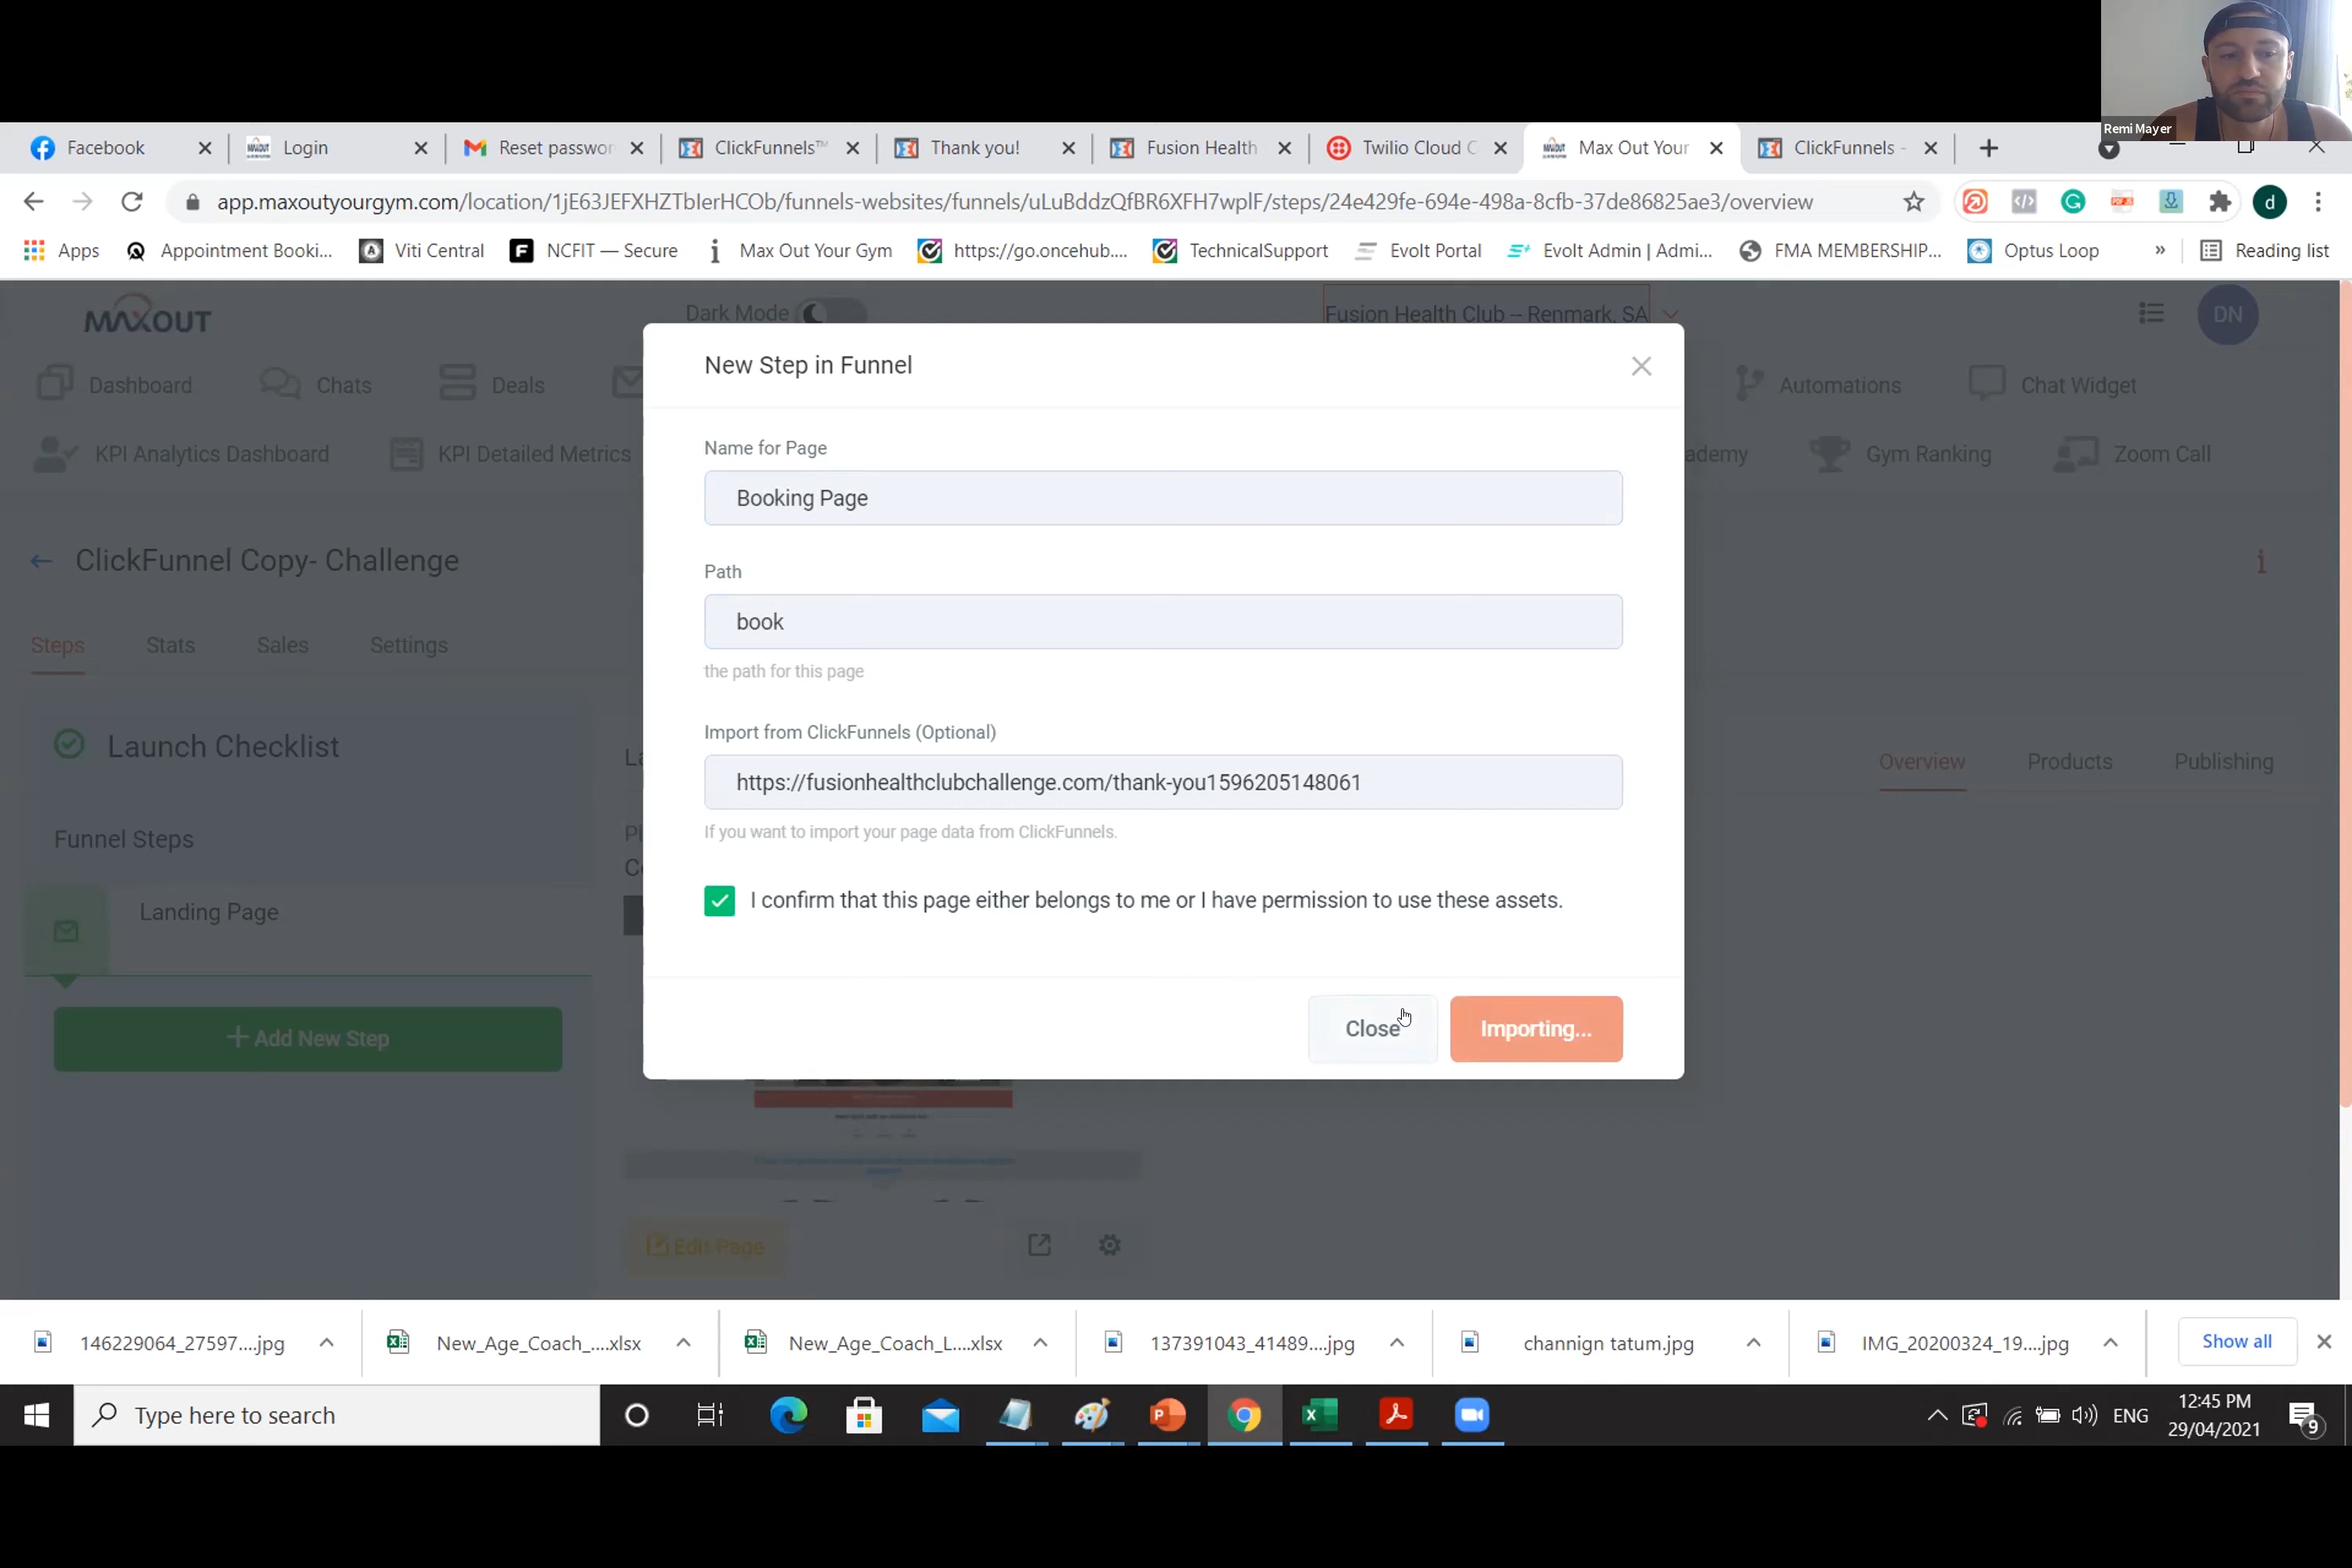 Remi Mayer
Facebook
Login
Reset passwor
ClickFunnels™
Thank you!
Fusion Health
Twilio Cloud C
Max Out Your
ClickFunnels -
app.maxoutyourgym.com/location/1jE63JEFXHZTbIerHCOb/funnels-websites/funnels/uLuBddzQfBR6XFH7wplF/steps/24e429fe-694e-498a-8cfb-37de86825ae3/overview
d
Apps
Appointment Booki...
Viti Central
NCFIT — Secure
Max Out Your Gym
https://go.oncehub....
TechnicalSupport
Evolt Portal
Evolt Admin | Admi...
FMA MEMBERSHIP...
Optus Loop
»
Reading list
MAXOUT
Dark Mode
Fusion Health Club – Renmark, SA
DN
Dashboard
Chats
Deals
Automations
Chat Widget
KPI Analytics Dashboard
KPI Detailed Metrics
ademy
Gym Ranking
Zoom Call
ClickFunnel Copy- Challenge
Steps
Stats
Sales
Settings
Launch Checklist
Funnel Steps
Landing Page
+ Add New Step
Overview
Products
Publishing
New Step in Funnel
Name for Page
Booking Page
Path
book
the path for this page
Import from ClickFunnels (Optional)
https://fusionhealthclubchallenge.com/thank-you1596205148061
If you want to import your page data from ClickFunnels.
I confirm that this page either belongs to me or I have permission to use these assets.
Close
Importing...
Edit Page
146229064_27597....jpg
New_Age_Coach_....xlsx
New_Age_Coach_L....xlsx
137391043_41489....jpg
channign tatum.jpg
IMG_20200324_19....jpg
Show all
Type here to search
ENG
12:45 PM
29/04/2021
9